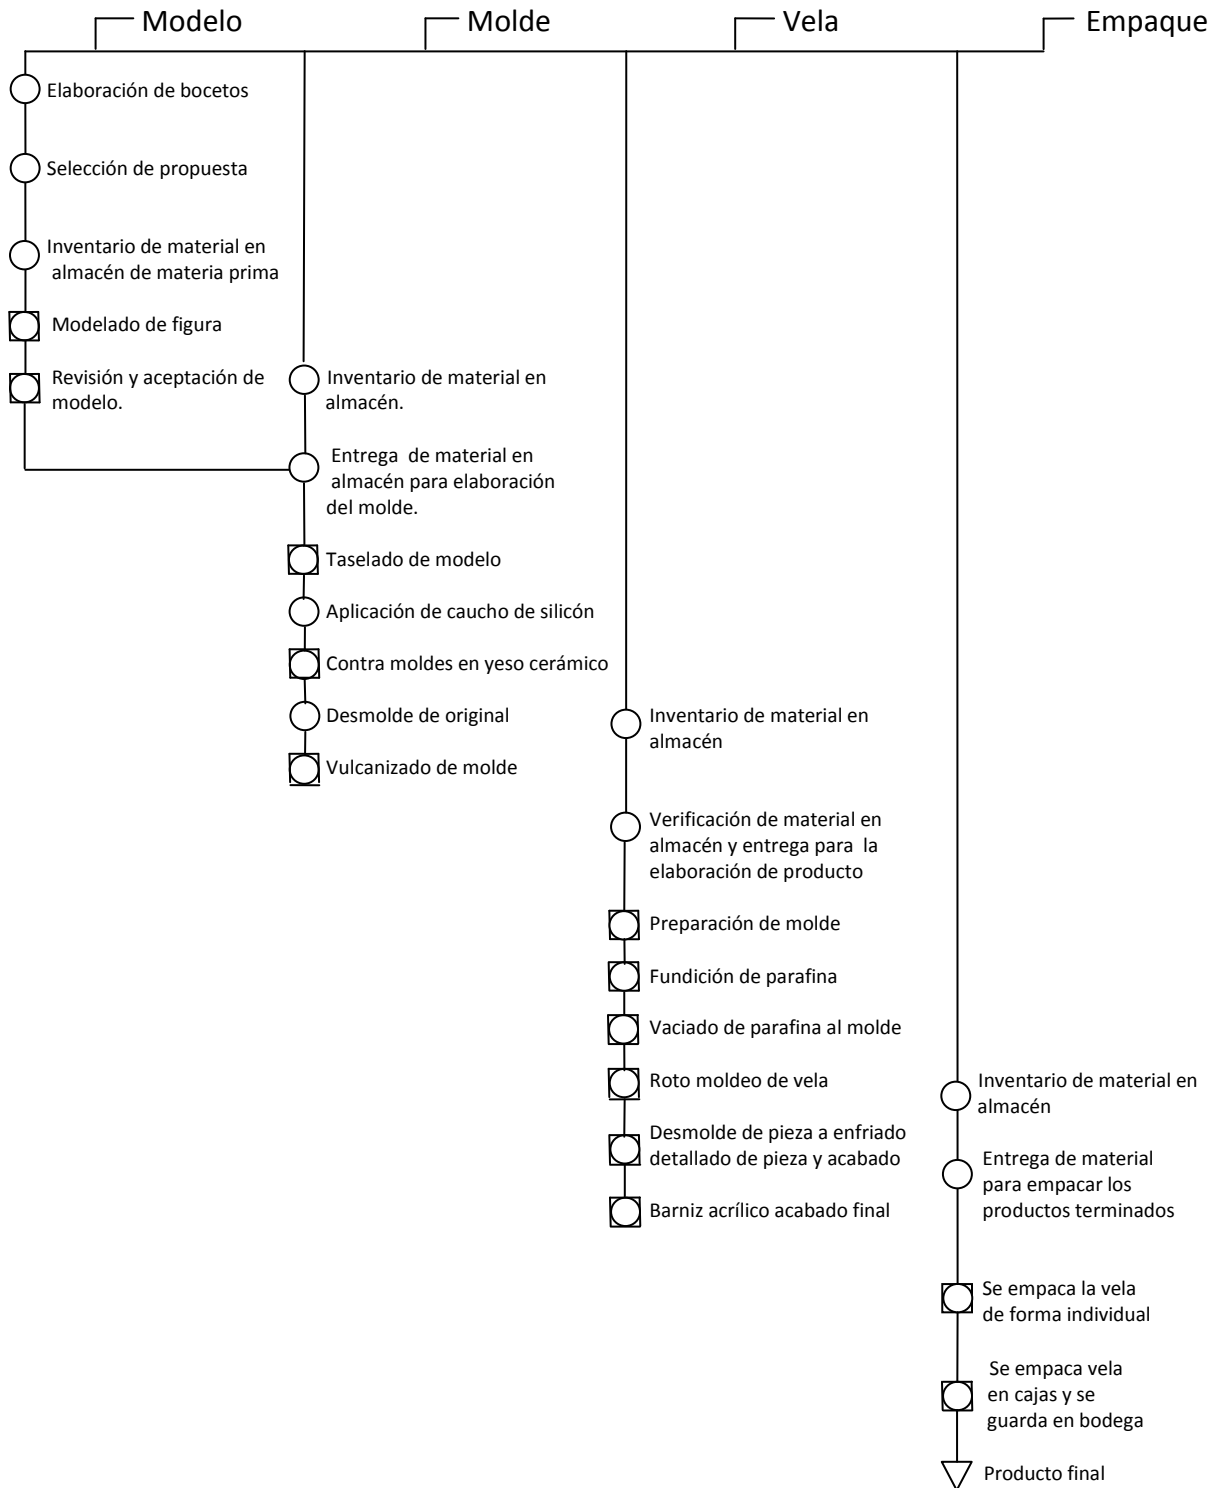 Modelo
Molde
Vela
Empaque
Elaboración de bocetos
Selección de propuesta
Inventario de material en
almacén de materia prima
Modelado de figura
Revisión y aceptación de
modelo.
Inventario de material en
almacén.
Entrega de material en
almacén para elaboración
del molde.
Taselado de modelo
Aplicación de caucho de silicón
Contra moldes en yeso cerámico
Desmolde de original
Vulcanizado de molde
Inventario de material en
almacén
Verificación de material en
almacén y entrega para la
elaboración de producto
Preparación de molde
Fundición de parafina
Vaciado de parafina al molde
Roto moldeo de vela
Desmolde de pieza a enfriado
detallado de pieza y acabado
Barniz acrílico acabado final
Inventario de material en
almacén
Entrega de material
para empacar los
productos terminados
Se empaca la vela
de forma individual
Se empaca vela
en cajas y se
guarda en bodega
Producto final